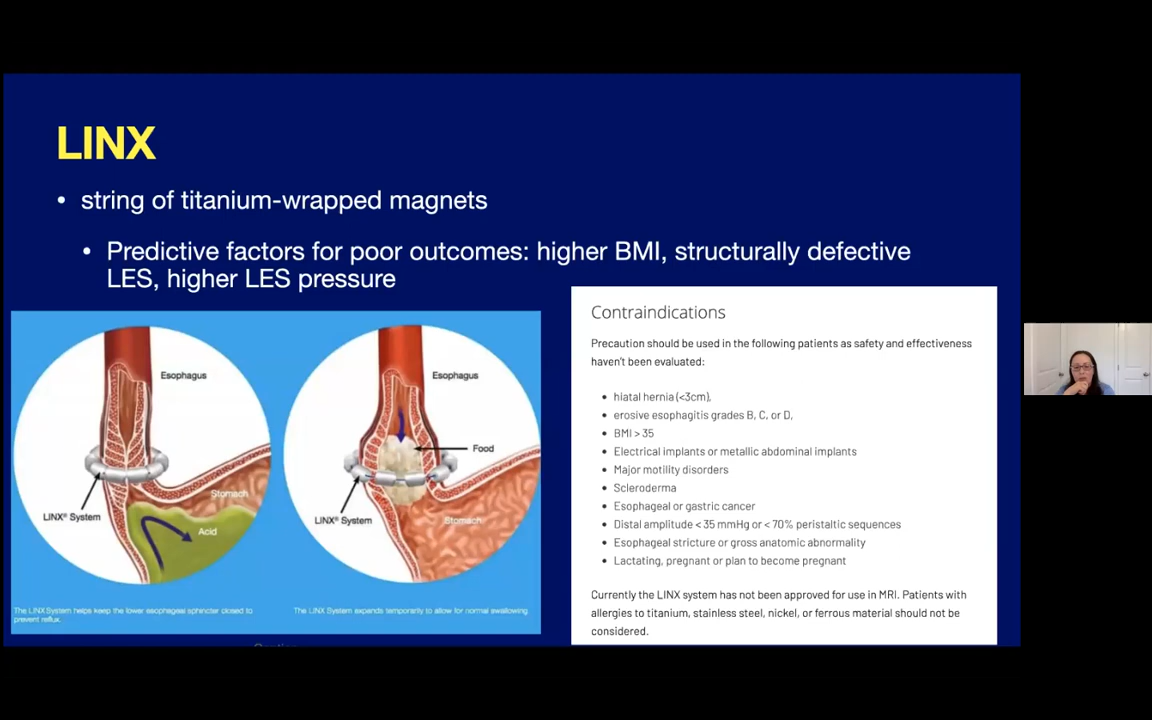 LINX
• string of titanium-wrapped magnets
• Predictive factors for poor outcomes: higher BMI, structurally defective
LES, higher LES pressure
Esophagus
LINX® System
Stomach
Acid
The LINX System helps keep the lower esophageal sphincter closed to
prevent reflux.
Esophagus
Food
LINX® System
Stomach
The LINX System expands temporarily to allow for normal swallowing
Contraindications
Precaution should be used in the following patients as safety and effectiveness
haven't been evaluated:
• hiatal hernia (<3cm),
• erosive esophagitis grades B, C, or D,
• BMI > 35
• Electrical implants or metallic abdominal implants
• Major motility disorders
• Scleroderma
• Esophageal or gastric cancer
• Distal amplitude < 35 mmHg or < 70% peristaltic sequences
• Esophageal stricture or gross anatomic abnormality
• Lactating, pregnant or plan to become pregnant
Currently the LINX system has not been approved for use in MRI. Patients with
allergies to titanium, stainless steel, nickel, or ferrous material should not be
considered.